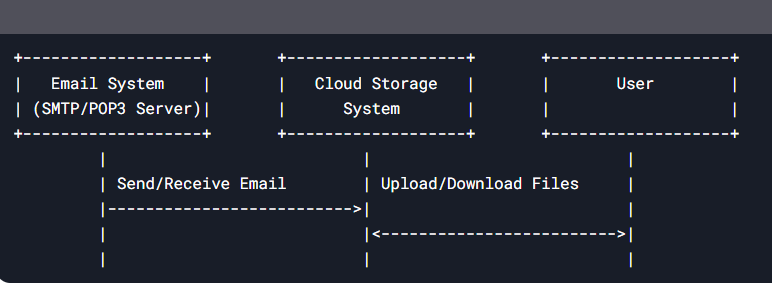 Email System Cloud Storage User
(SMTP/POP3 Server) System
Send/Receive Email Upload/Download Files